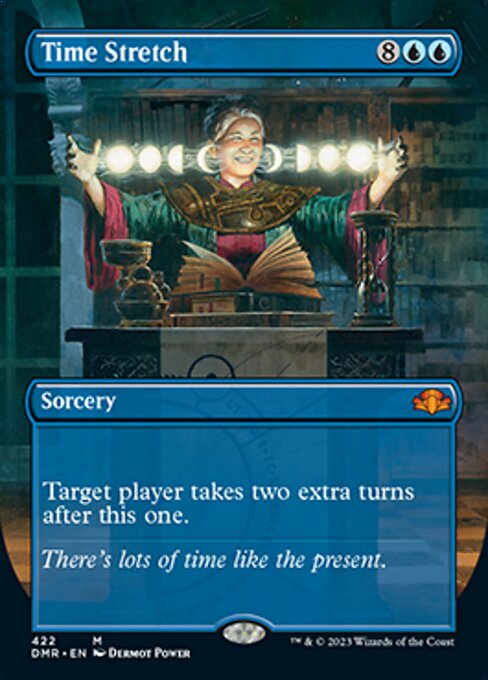 Time Stretch 8
Sorcery
Target player takes two extra turns
after this one.
There's lots of time like the present.
422 M
DMR • EN Dermot Power
™ & © 2023 Wizards of the Coast